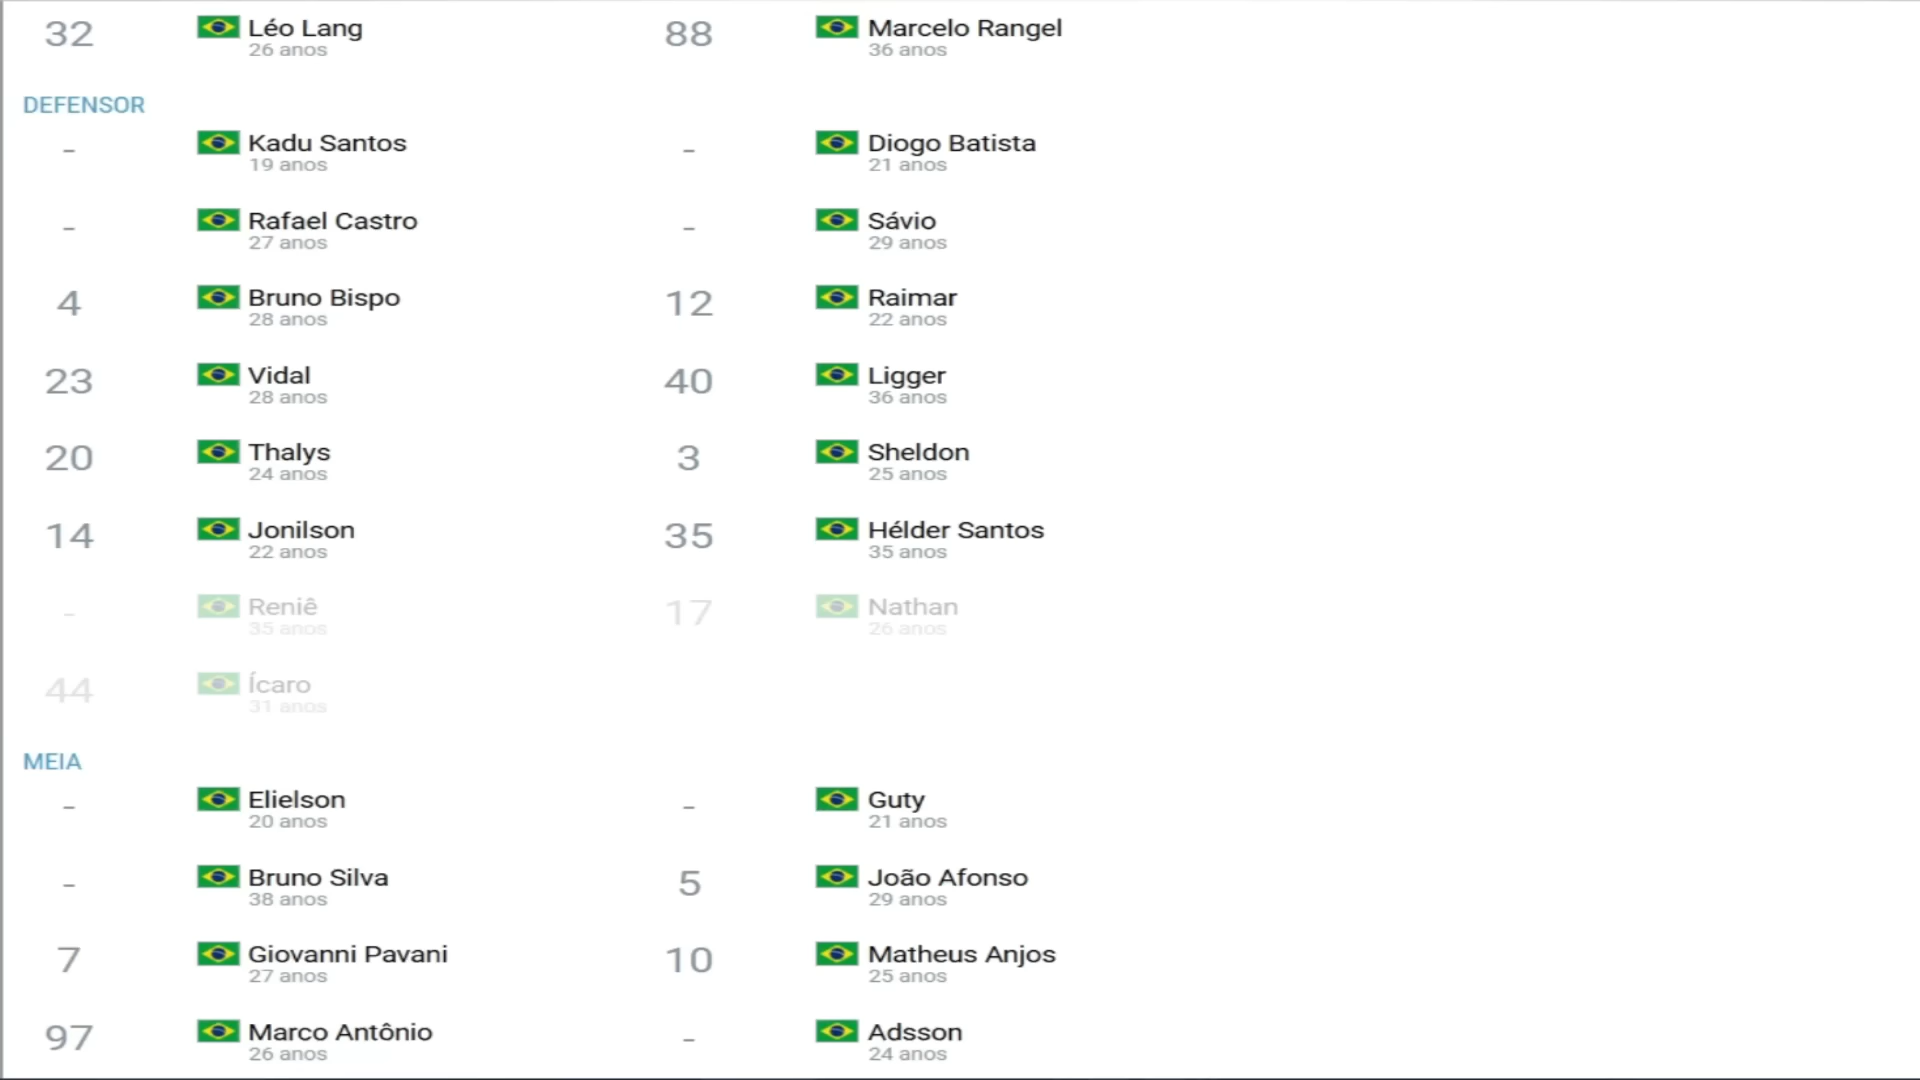 32 Léo Lang 88 Marcelo Rangel
26 anos 36 anos
DEFENSOR
- Kadu Santos - Diogo Batista
19 anos 21 anos
- Rafael Castro - Sávio
27 anos 29 anos
4 Bruno Bispo 12 Raimar
28 anos 22 anos
23 Vidal 40 Ligger
28 anos 36 anos
20 Thalys 3 Sheldon
24 anos 25 anos
14 Jonilson 35 Hélder Santos
22 anos 35 anos
- Reniê 17 Nathan
35 anos 26 anos
44 Ícaro
31 anos
MEIA
- Elielson - Guty
20 anos 21 anos
- Bruno Silva 5 João Afonso
38 anos 29 anos
7 Giovanni Pavani 10 Matheus Anjos
27 anos 25 anos
97 Marco Antônio - Adsson
26 anos 24 anos